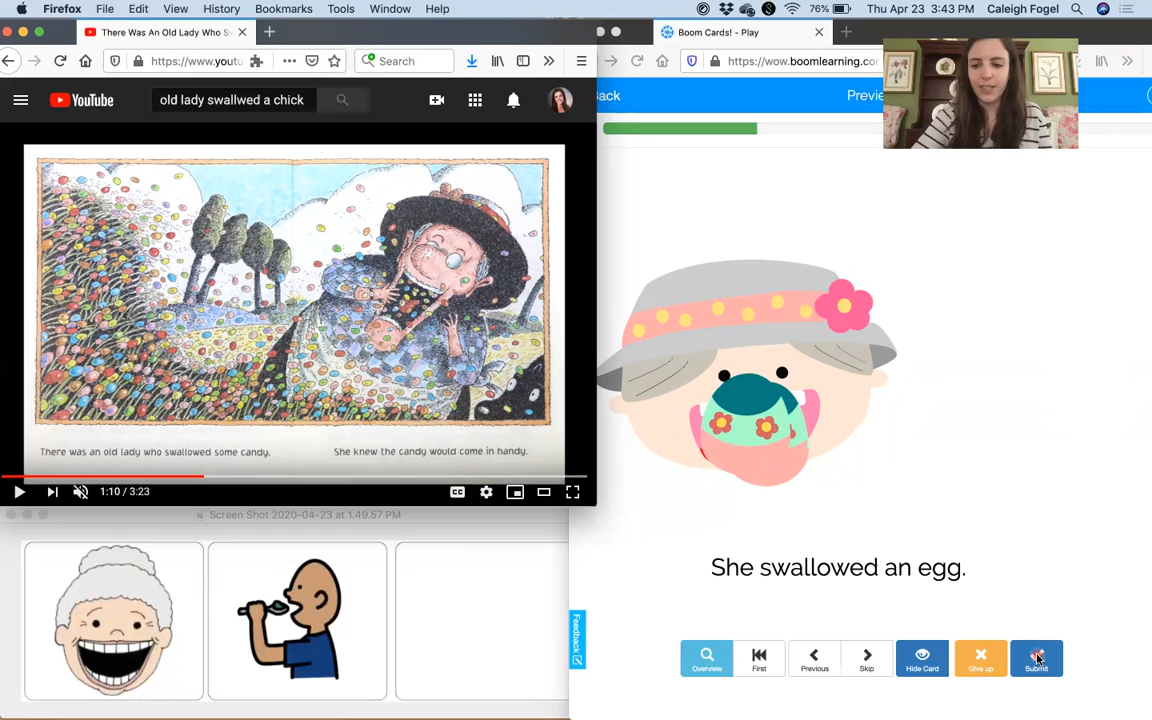 Firefox File Edit View History Bookmarks Tools Window Help
76% Thu Apr 23 3:43 PM Caleigh Fogel
There Was An Old Lady Who S
Boom Cards! - Play
https://www.youtu
Search
https://wow.boomlearning.com
YouTube
old lady swallwed a chick
Back
Preview
There was an old lady who swallowed some candy.
She knew the candy would come in handy.
1:10 / 3:23
CC
Screen Shot 2020-04-23 at 1.49.57 PM
She swallowed an egg.
Feedback
Overview
First
Previous
Skip
Hide Card
Give up
Submit